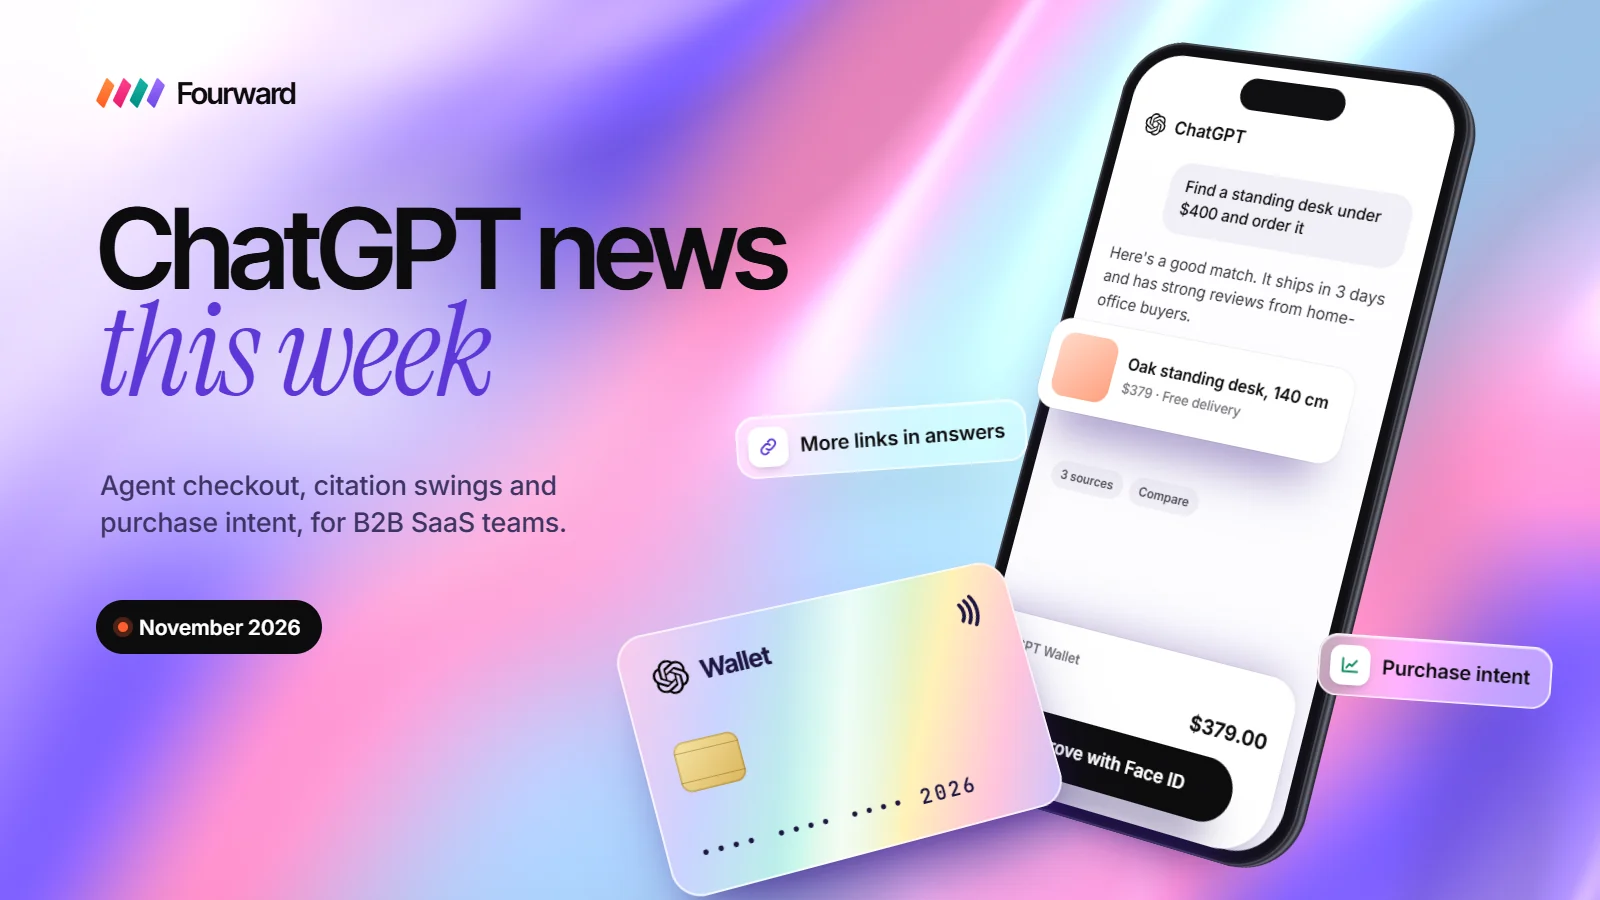 Fourward
ChatGPT news
this week
Agent checkout, citation swings and
purchase intent, for B2B SaaS teams.
November 2026
ChatGPT
Find a standing desk under
$400 and order it
Here's a good match. It ships in 3 days
and has strong reviews from home-
office buyers.
Oak standing desk, 140 cm
$379 · Free delivery
More links in answers
3 sources
Compare
PT Wallet
$379.00
rove with Face ID
Purchase intent
Wallet
•••• •••• •••• 2026